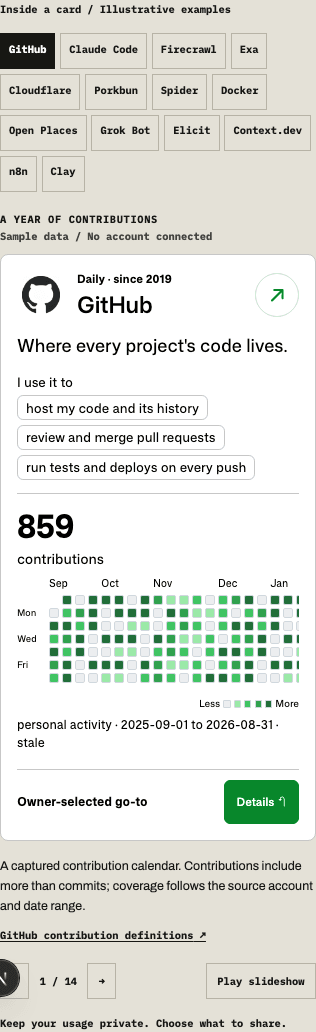 Inside a card / Illustrative examples
GitHub Claude Code Firecrawl Exa
Cloudflare Porkbun Spider Docker
Open Places Grok Bot Elicit Context.dev
n8n Clay
A YEAR OF CONTRIBUTIONS
Sample data / No account connected
Daily · since 2019
GitHub
Where every project's code lives.
I use it to
host my code and its history
review and merge pull requests
run tests and deploys on every push
859
contributions
Sep Oct Nov Dec Jan
Mon
Wed
Fri
Less More
personal activity · 2025-09-01 to 2026-08-31 ·
stale
Owner-selected go-to
Details
A captured contribution calendar. Contributions include
more than commits; coverage follows the source account
and date range.
GitHub contribution definitions ↗
1 / 14 → Play slideshow
Keep your usage private. Choose what to share.